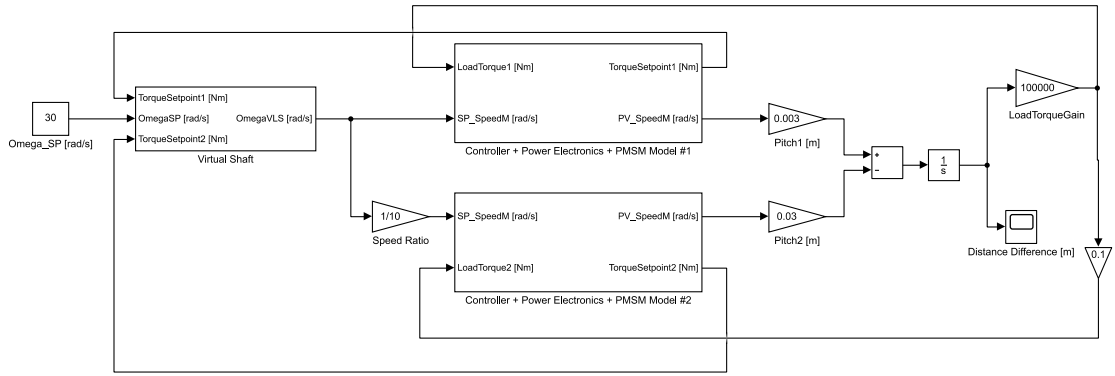 LoadTorque1 [Nm]
TorqueSetpoint1 [Nm]
SP_SpeedM [rad/s]
PV_SpeedM [rad/s]
Controller + Power Electronics + PMSM Model #1
TorqueSetpoint1 [Nm]
OmegaSP [rad/s]
OmegaVLS [rad/s]
TorqueSetpoint2 [Nm]
Virtual Shaft
30
Omega_SP [rad/s]
0.003
Pitch1 [m]
100000
LoadTorqueGain
+
−
1
s
1/10
Speed Ratio
SP_SpeedM [rad/s]
PV_SpeedM [rad/s]
LoadTorque2 [Nm]
TorqueSetpoint2 [Nm]
Controller + Power Electronics + PMSM Model #2
0.03
Pitch2 [m]
Distance Difference [m]
0.1